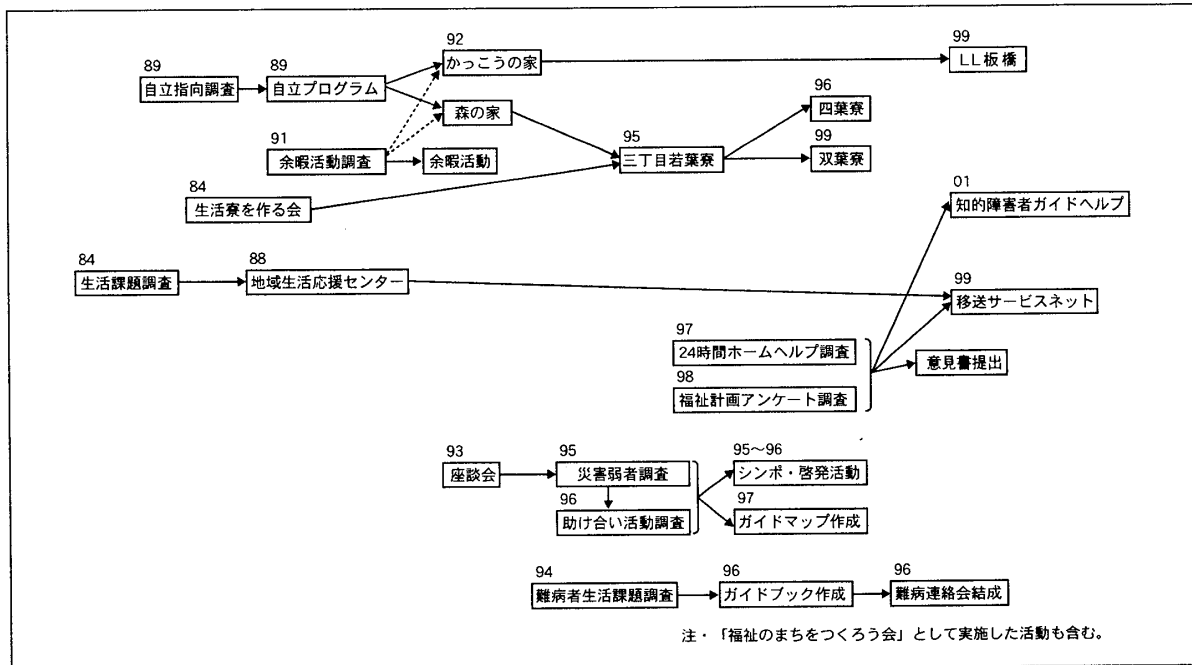 92
かっこうの家
99
LL板橋
89
自立指向調査
89
自立プログラム
森の家
96
四葉寮
91
余暇活動調査
余暇活動
95
三丁目若葉寮
99
双葉寮
84
生活寮を作る会
01
知的障害者ガイドヘルプ
84
生活課題調査
88
地域生活応援センター
99
移送サービスネット
97
24時間ホームヘルプ調査
意見書提出
98
福祉計画アンケート調査
93
座談会
95
災害弱者調査
95〜96
シンポ・啓発活動
96
助け合い活動調査
97
ガイドマップ作成
94
難病者生活課題調査
96
ガイドブック作成
96
難病連絡会結成
注・「福祉のまちをつくろう会」として実施した活動も含む。